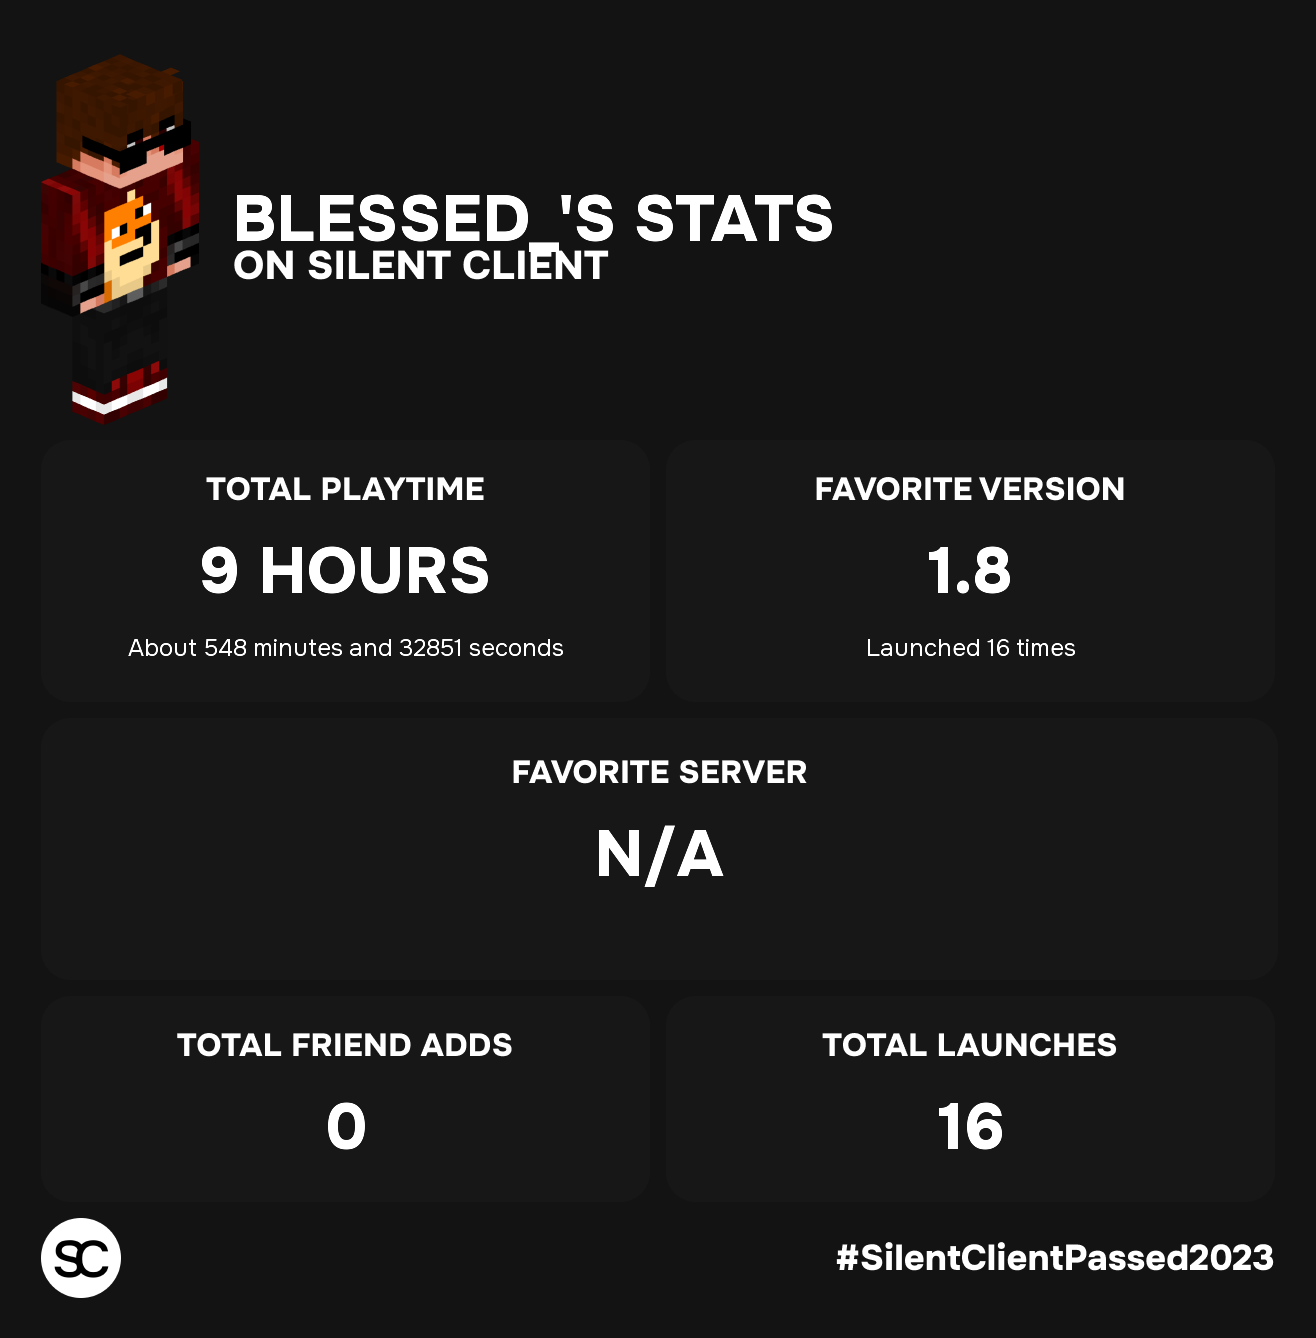 BLESSED_'S STATS
ON SILENT CLIENT
TOTAL PLAYTIME
9 HOURS
About 548 minutes and 32851 seconds
FAVORITE VERSION
1.8
Launched 16 times
FAVORITE SERVER
N/A
TOTAL FRIEND ADDS
0
TOTAL LAUNCHES
16
SC
#SilentClientPassed2023